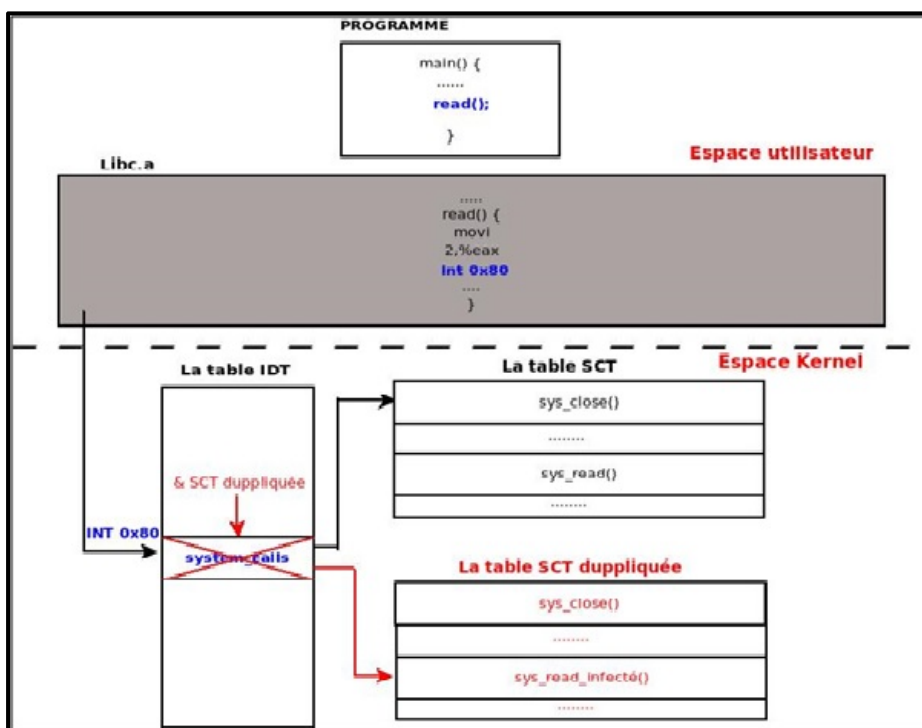 PROGRAMME
main() {
......
read();
}
Espace utilisateur
Libc.a
.....
read() {
movi
2,%eax
int 0x80
....
}
Espace Kernel
La table IDT
La table SCT
sys_close()
........
sys_read()
........
& SCT duppliquée
INT 0x80
system_calls
La table SCT duppliquée
sys_close()
........
sys_read_infecté()
........